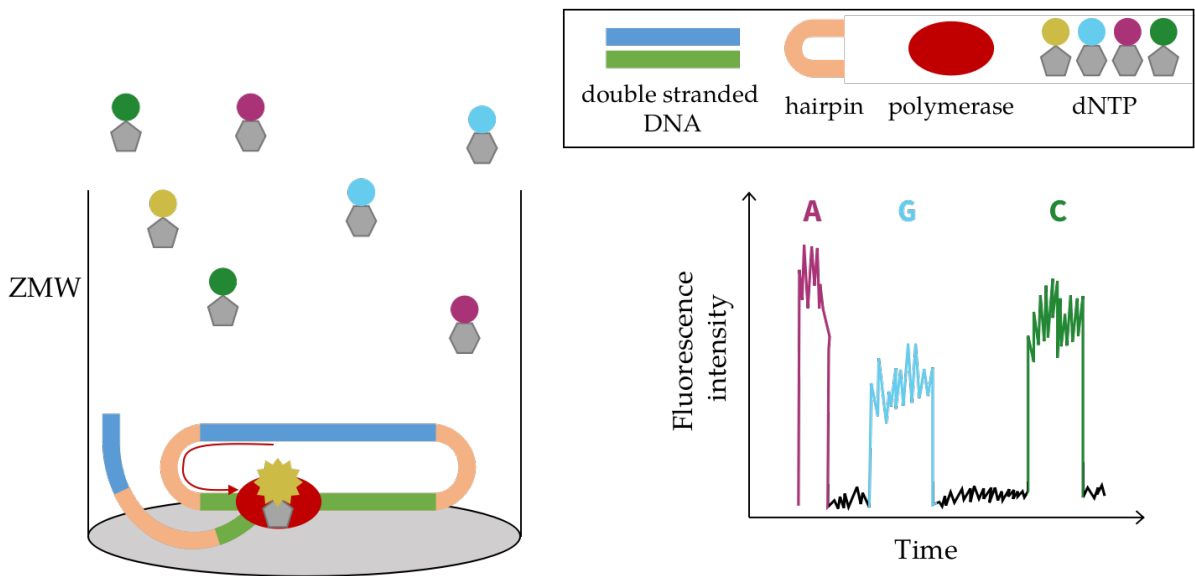 double stranded
DNA
hairpin
polymerase
dNTP
ZMW
A
G
C
Fluorescence
intensity
Time